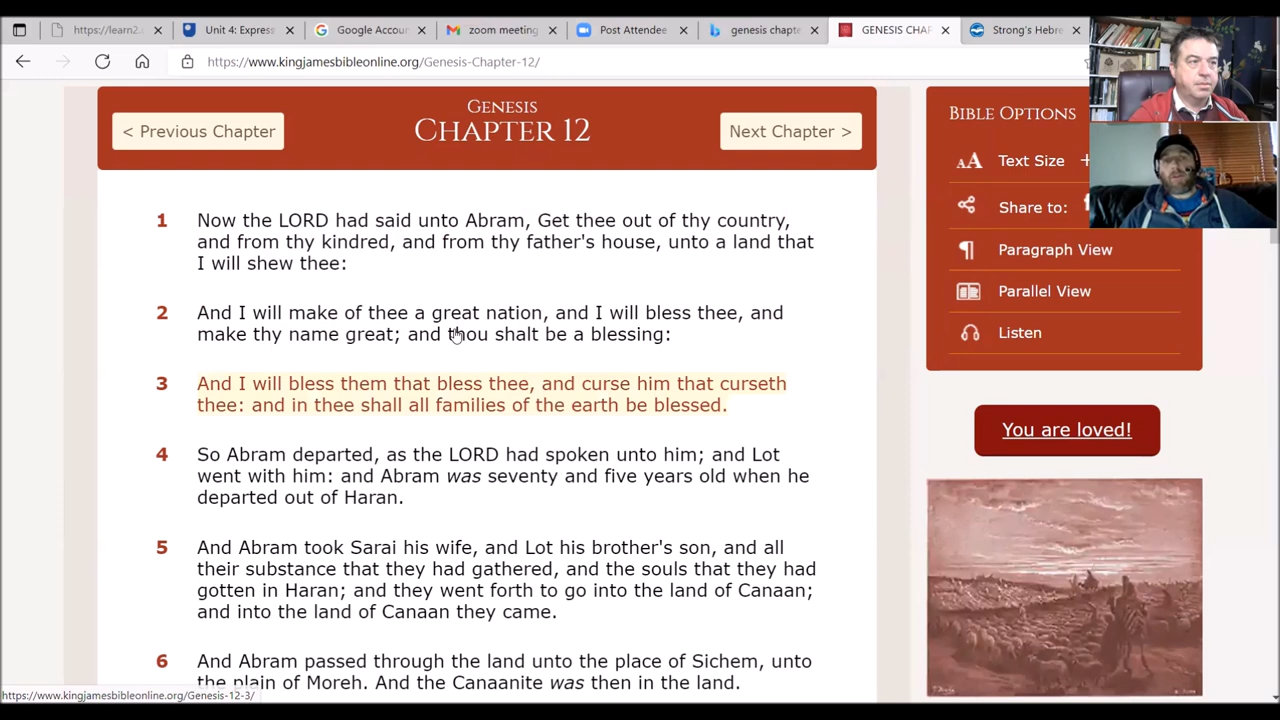 https://learn2.
Unit 4: Expres
Google Accou
zoom meeting
Post Attendee
genesis chapte
GENESIS CHAP
Strong's Hebre
https://www.kingjamesbibleonline.org/Genesis-Chapter-12/
GENESIS
CHAPTER 12
< Previous Chapter
Next Chapter >
1 Now the LORD had said unto Abram, Get thee out of thy country,
and from thy kindred, and from thy father's house, unto a land that
I will shew thee:
2 And I will make of thee a great nation, and I will bless thee, and
make thy name great; and thou shalt be a blessing:
3 And I will bless them that bless thee, and curse him that curseth
thee: and in thee shall all families of the earth be blessed.
4 So Abram departed, as the LORD had spoken unto him; and Lot
went with him: and Abram was seventy and five years old when he
departed out of Haran.
5 And Abram took Sarai his wife, and Lot his brother's son, and all
their substance that they had gathered, and the souls that they had
gotten in Haran; and they went forth to go into the land of Canaan;
and into the land of Canaan they came.
6 And Abram passed through the land unto the place of Sichem, unto
the plain of Moreh. And the Canaanite was then in the land.
BIBLE OPTIONS
AA Text Size +
Share to:
¶ Paragraph View
Parallel View
Listen
You are loved!
https://www.kingjamesbibleonline.org/Genesis-12-3/